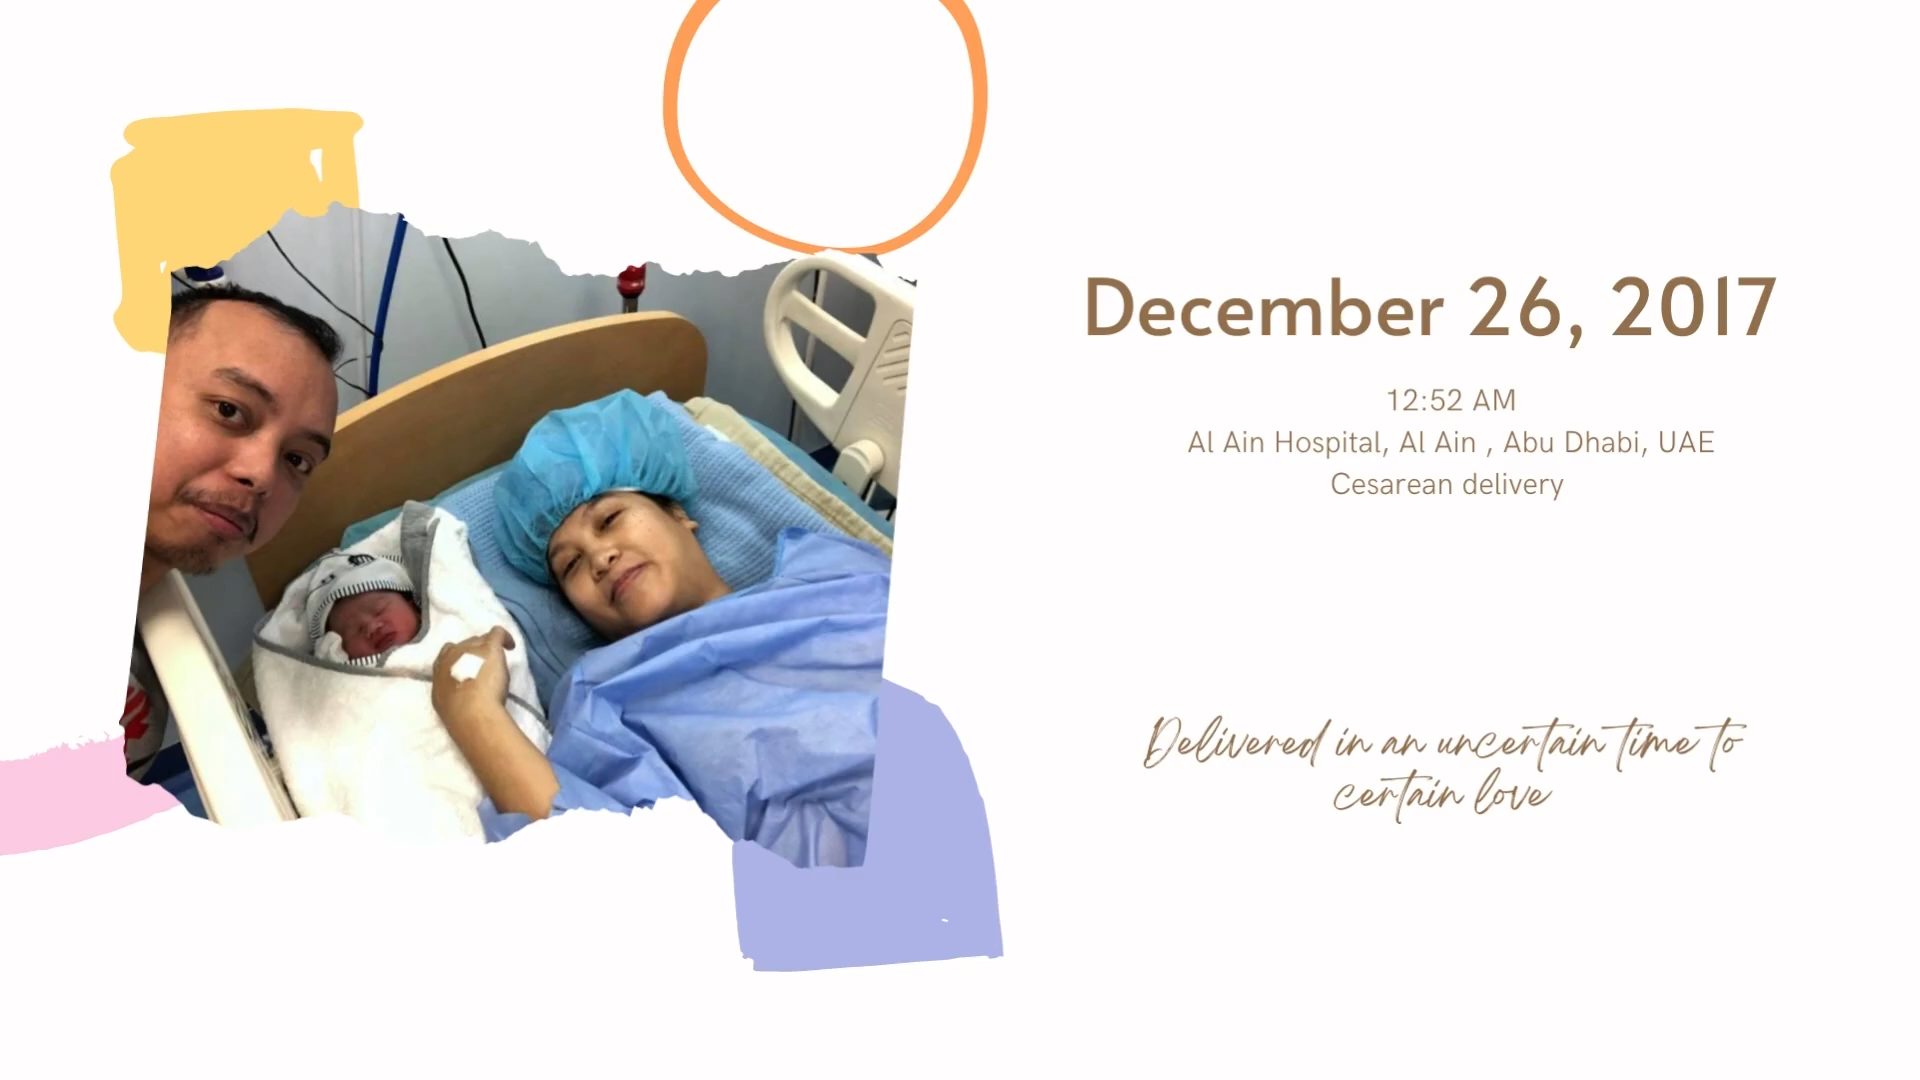 December 26, 2017
12:52 AM
Al Ain Hospital, Al Ain , Abu Dhabi, UAE
Cesarean delivery
Delivered in an uncertain time to
certain love